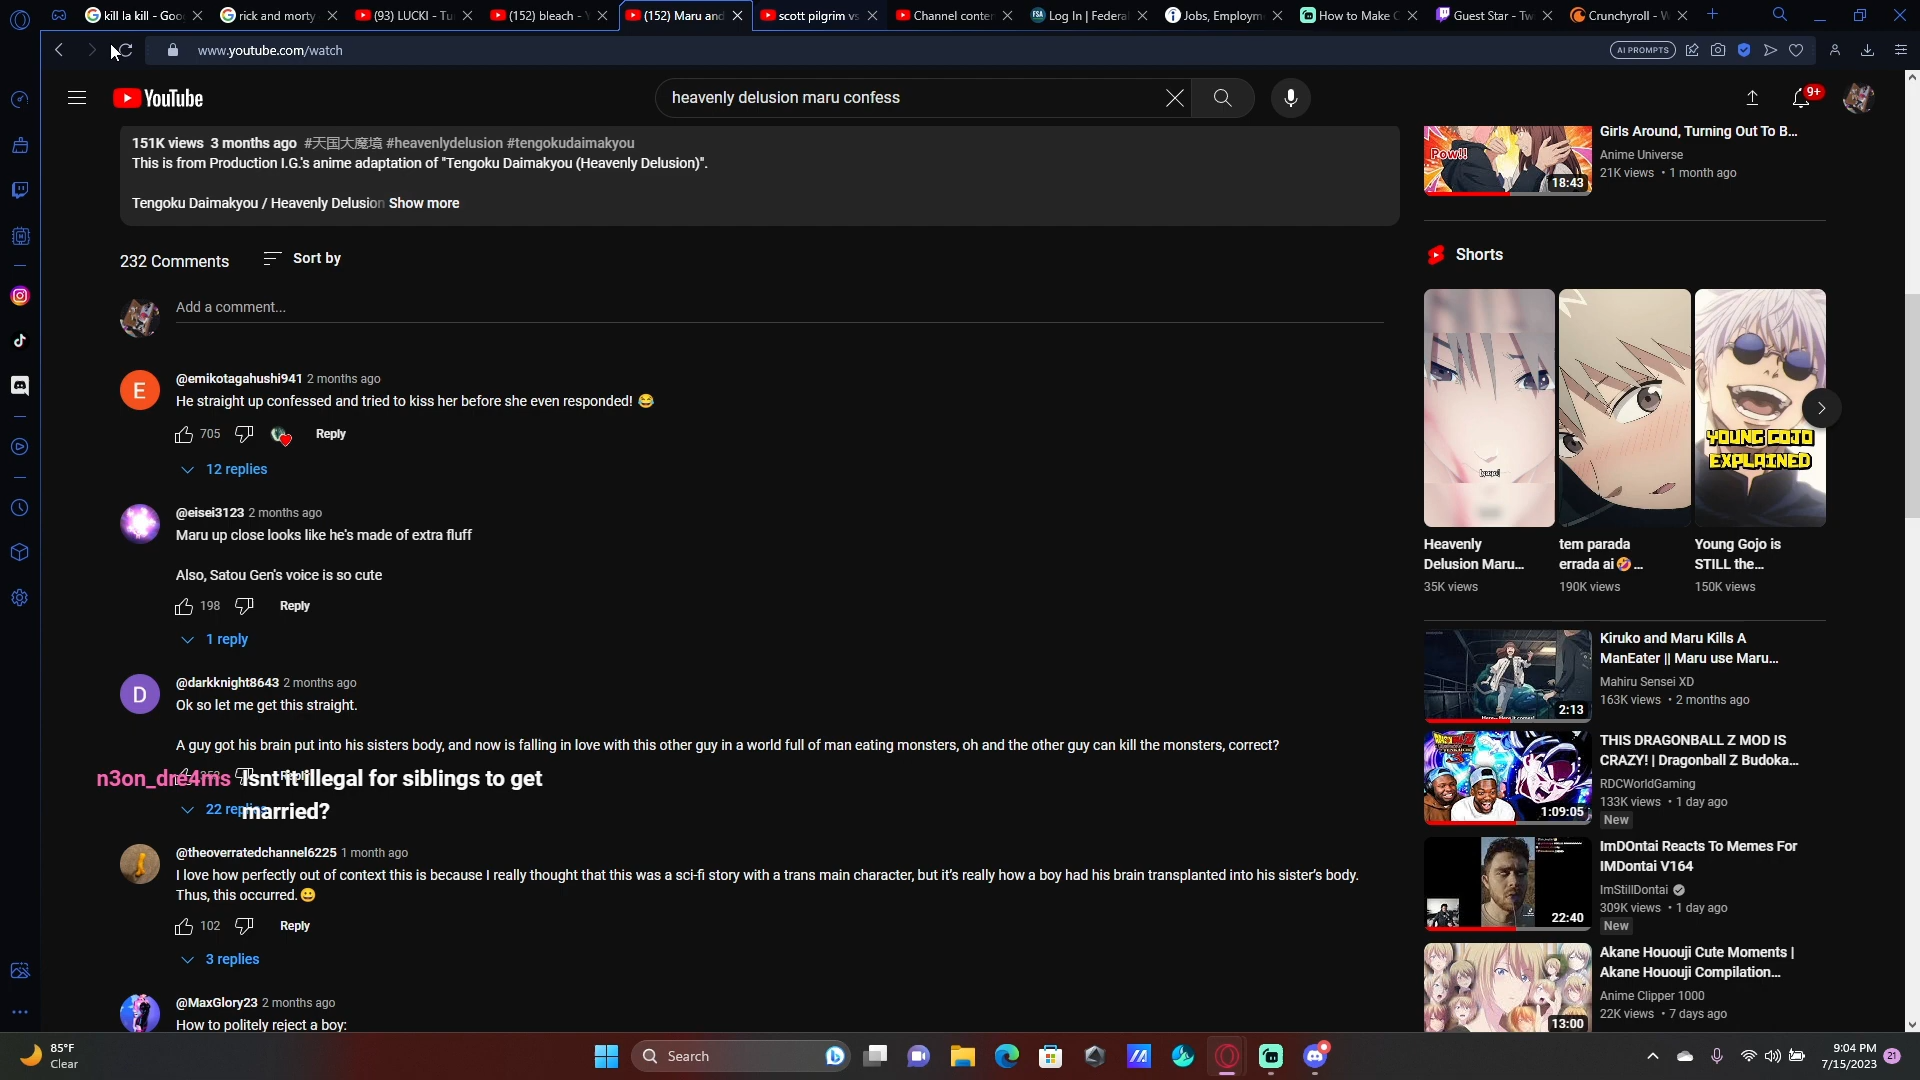 kill la kill - Goo
rick and morty
(93) LUCKI - Tu
(152) bleach - Y
(152) Maru and
scott pilgrim vs
Channel conten
Log In | Federal
Jobs, Employm
How to Make C
Guest Star - Tw
Crunchyroll - W
www.youtube.com/watch
AI PROMPTS
YouTube
heavenly delusion maru confess
9+
151K views 3 months ago #天国大魔境 #heavenlydelusion #tengokudaimakyou
This is from Production I.G.'s anime adaptation of "Tengoku Daimakyou (Heavenly Delusion)".
Tengoku Daimakyou / Heavenly Delusion Show more
232 Comments
Sort by
Add a comment...
E
@emikotagahushi941 2 months ago
He straight up confessed and tried to kiss her before she even responded! 😂
705
Reply
12 replies
@eisei3123 2 months ago
Maru up close looks like he's made of extra fluff
Also, Satou Gen's voice is so cute
198
Reply
1 reply
D
@darkknight8643 2 months ago
Ok so let me get this straight.
A guy got his brain put into his sisters body, and now is falling in love with this other guy in a world full of man eating monsters, oh and the other guy can kill the monsters, correct?
n3on_dre4ms Isnt it illegal for siblings to get
married?
22 replies
@theoverratedchannel6225 1 month ago
I love how perfectly out of context this is because I really thought that this was a sci-fi story with a trans main character, but it's really how a boy had his brain transplanted into his sister's body.
Thus, this occurred. 😀
102
Reply
3 replies
@MaxGlory23 2 months ago
How to politely reject a boy:
Pow!!
18:43
Girls Around, Turning Out To B...
Anime Universe
21K views • 1 month ago
Shorts
YOUNG GOJO
EXPLAINED
Heavenly
Delusion Maru...
35K views
tem parada
errada ai🤣...
190K views
Young Gojo is
STILL the...
150K views
2:13
Kiruko and Maru Kills A
ManEater || Maru use Maru...
Mahiru Sensei XD
163K views • 2 months ago
1:09:05
THIS DRAGONBALL Z MOD IS
CRAZY! | Dragonball Z Budoka...
RDCWorldGaming
133K views • 1 day ago
New
22:40
ImDOntai Reacts To Memes For
IMDontai V164
ImStillDontai
309K views • 1 day ago
New
13:00
Akane Hououji Cute Moments |
Akane Hououji Compilation...
Anime Clipper 1000
22K views • 7 days ago
85°F
Clear
Search
9:04 PM
7/15/2023
21